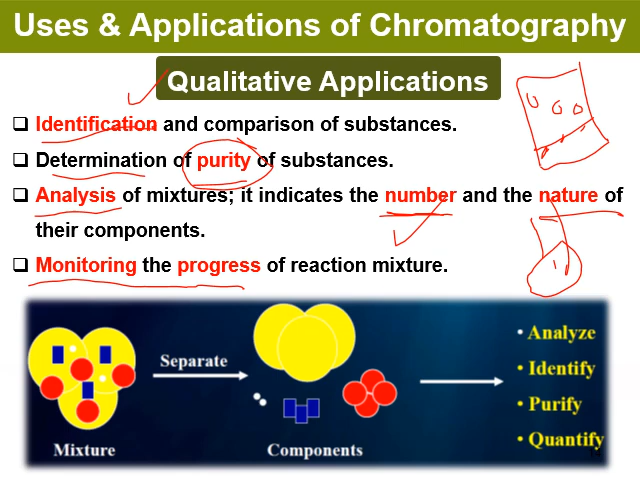 Uses & Applications of Chromatography
Qualitative Applications
❑ Identification and comparison of substances.
❑ Determination of purity of substances.
❑ Analysis of mixtures; it indicates the number and the nature of
their components.
❑ Monitoring the progress of reaction mixture.
Separate
Mixture
Components
• Analyze
• Identify
• Purify
• Quantify